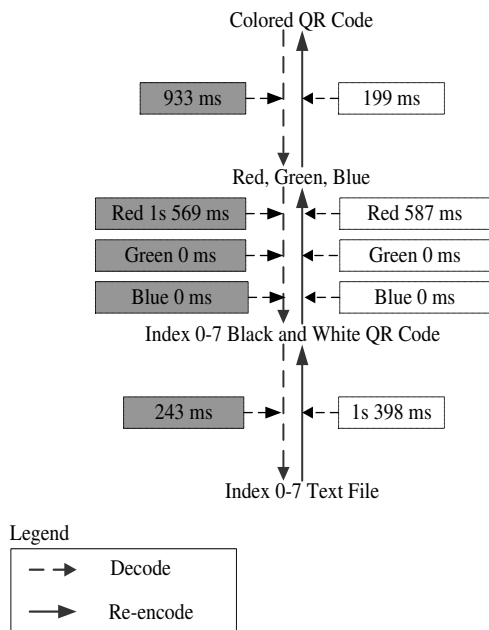 Colored QR Code
933 ms
199 ms
Red, Green, Blue
Red 1s 569 ms
Red 587 ms
Green 0 ms
Green 0 ms
Blue 0 ms
Blue 0 ms
Index 0-7 Black and White QR Code
243 ms
1s 398 ms
Index 0-7 Text File
Legend
Decode
Re-encode